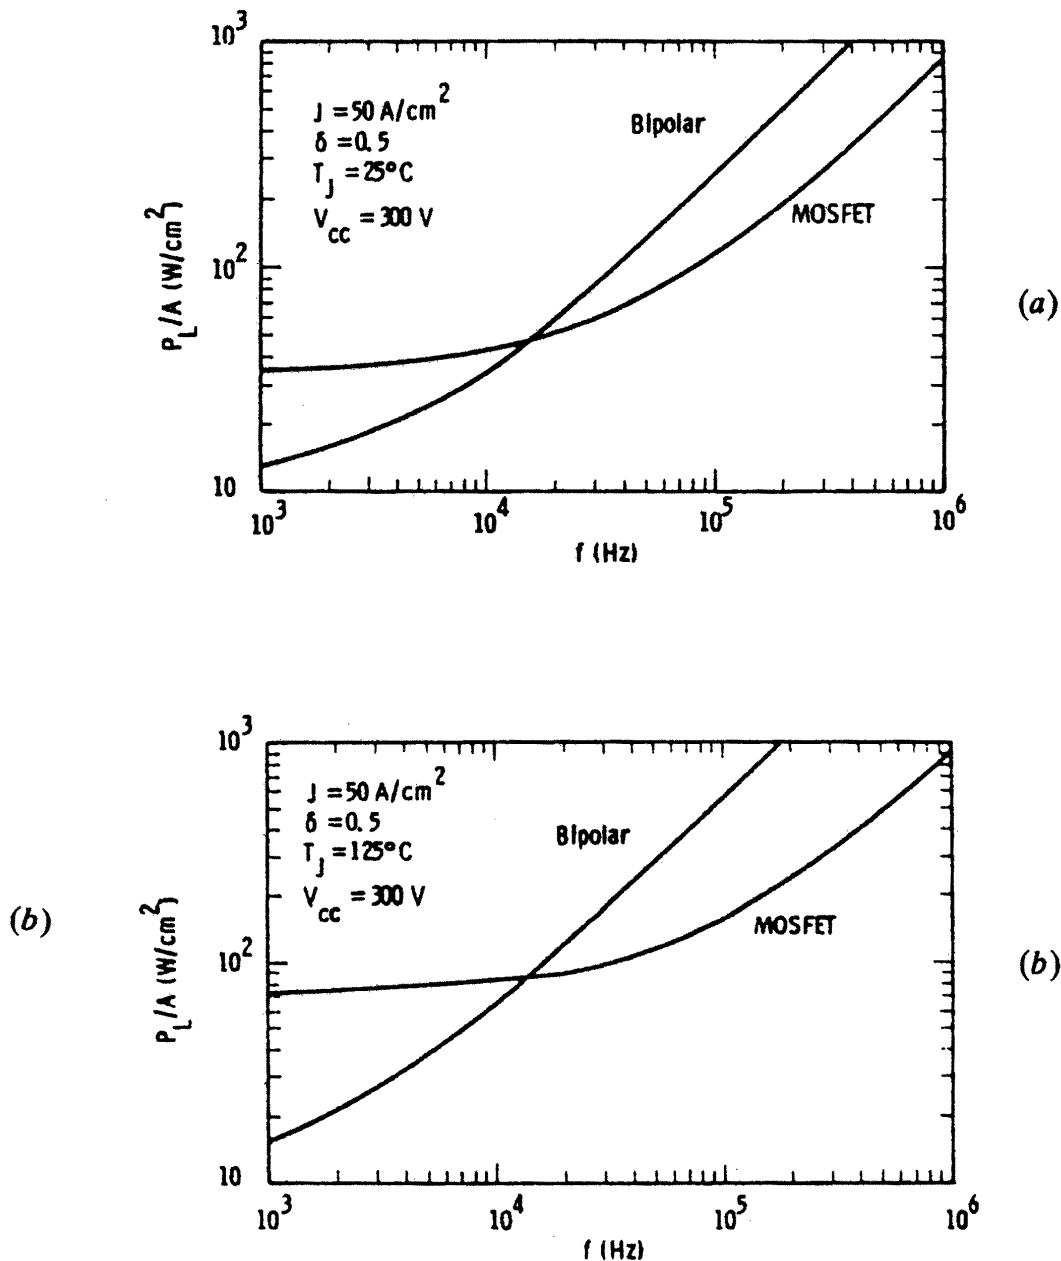 10³
J = 50 A/cm²
δ = 0.5
T_J = 25°C
V_cc = 300 V
Bipolar
MOSFET
P_L/A (W/cm²)
10²
(a)
10
10³ 10⁴ 10⁵ 10⁶
f (Hz)
10³
J = 50 A/cm²
δ = 0.5
T_J = 125°C
V_cc = 300 V
Bipolar
MOSFET
(b)
P_L/A (W/cm²)
10²
(b)
10
10³ 10⁴ 10⁵ 10⁶
f (Hz)